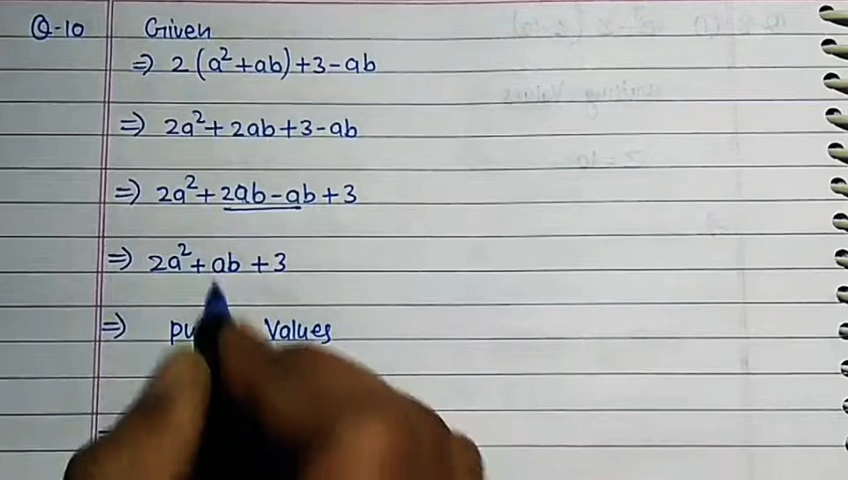 Q-10 Given
⇒ 2(a²+ab)+3-ab
⇒ 2a²+2ab+3-ab
⇒ 2a²+2ab-ab+3
⇒ 2a²+ab+3
⇒ Values